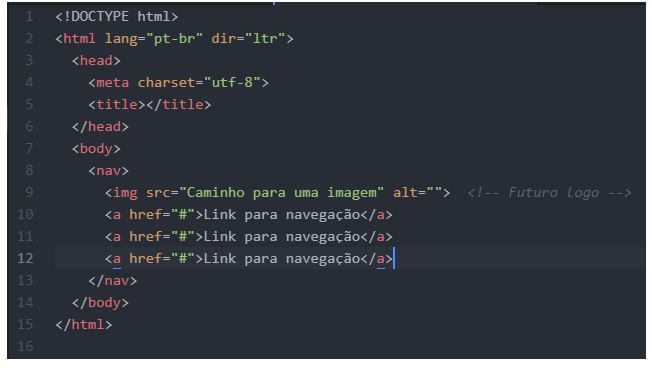 1 <!DOCTYPE html>
2 <html lang="pt-br" dir="ltr">
3 <head>
4 <meta charset="utf-8">
5 <title></title>
6 </head>
7 <body>
8 <nav>
9 <img src="Caminho para uma imagem" alt=""> <!-- Futuro logo -->
10 <a href="#">Link para navegação</a>
11 <a href="#">Link para navegação</a>
12 <a href="#">Link para navegação</a>
13 </nav>
14 </body>
15 </html>
16